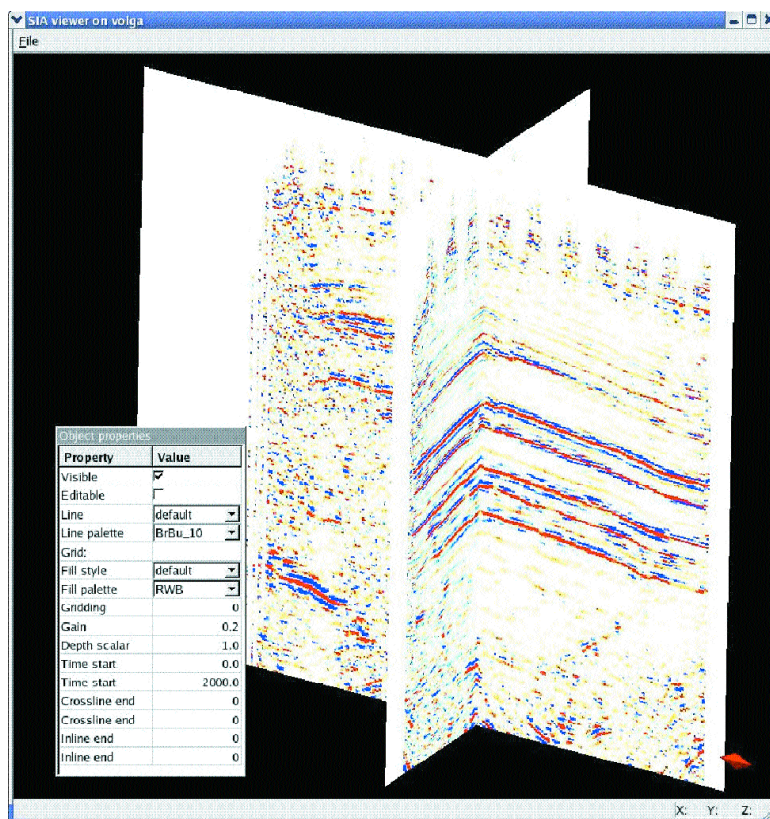 SIA viewer on volga
File
Object properties
Property Value
Visible
Editable
Line default
Line palette BrBu_10
Grid:
Fill style default
Fill palette RWB
Gridding 0
Gain 0.2
Depth scalar 1.0
Time start 0.0
Time start 2000.0
Crossline end 0
Crossline end 0
Inline end 0
Inline end 0
X: Y: Z: